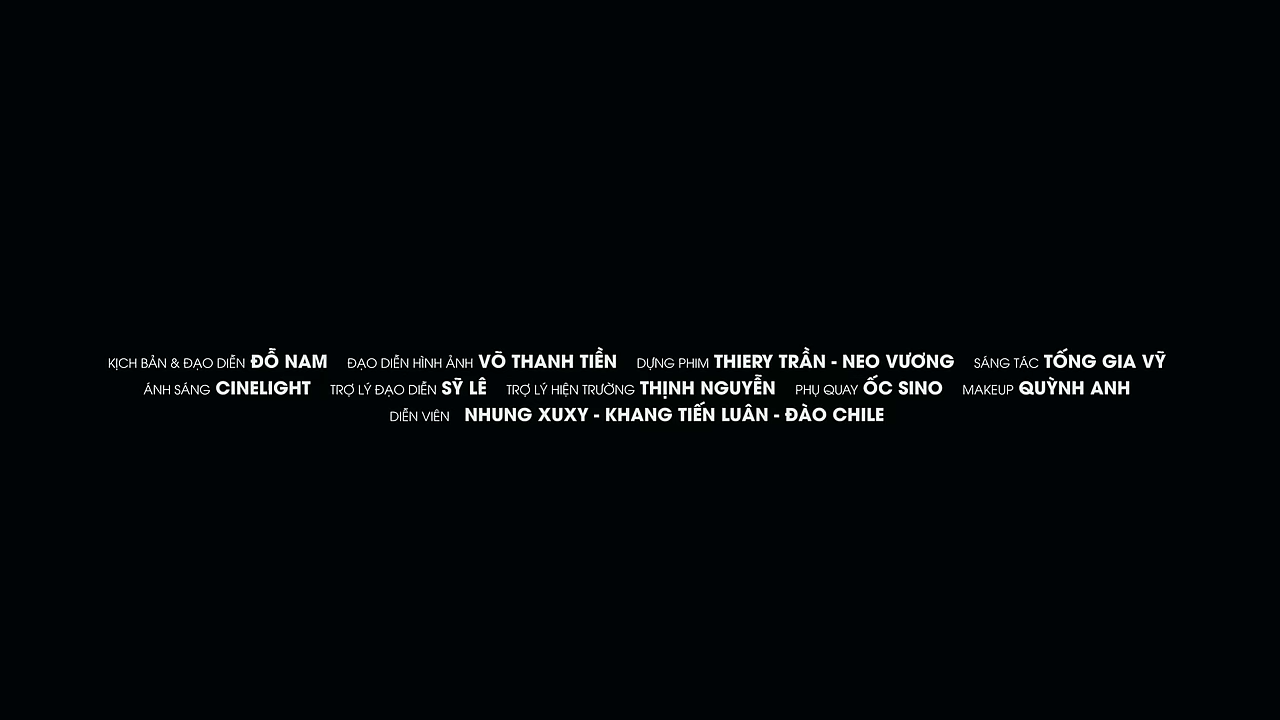 KỊCH BẢN & ĐẠO DIỄN ĐỖ NAM ĐẠO DIỄN HÌNH ẢNH VÕ THANH TIỀN DỰNG PHIM THIERY TRẦN - NEO VƯƠNG SÁNG TÁC TỐNG GIA VỸ
ÁNH SÁNG CINELIGHT TRỢ LÝ ĐẠO DIỄN SỸ LÊ TRỢ LÝ HIỆN TRƯỜNG THỊNH NGUYỄN PHỤ QUAY ỐC SINO MAKEUP QUỲNH ANH
DIỄN VIÊN NHUNG XUXY - KHANG TIẾN LUÂN - ĐÀO CHILE